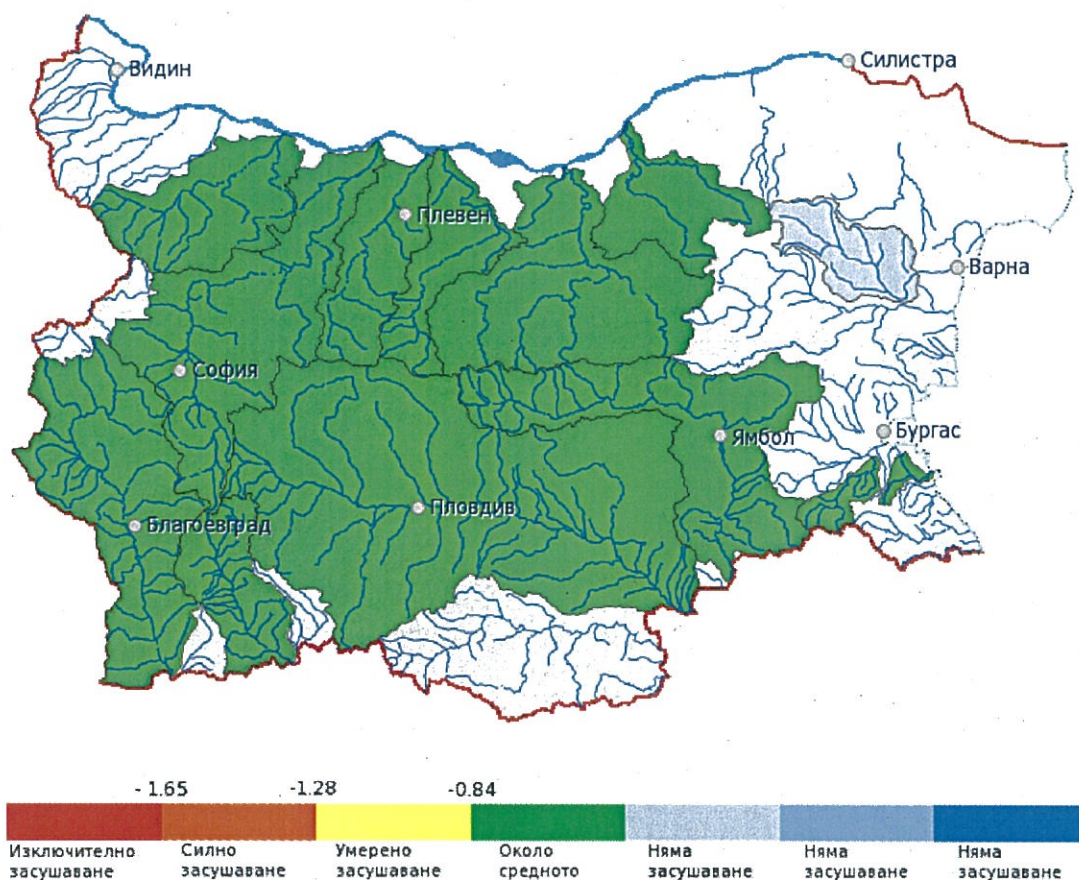 Видин
Силистра
Плевен
Варна
София
Ямбол
Бургас
Пловдив
Благоевград
- 1.65
-1.28
-0.84
Изключително засушаване
Силно засушаване
Умерено засушаване
Около средното
Няма засушаване
Няма засушаване
Няма засушаване